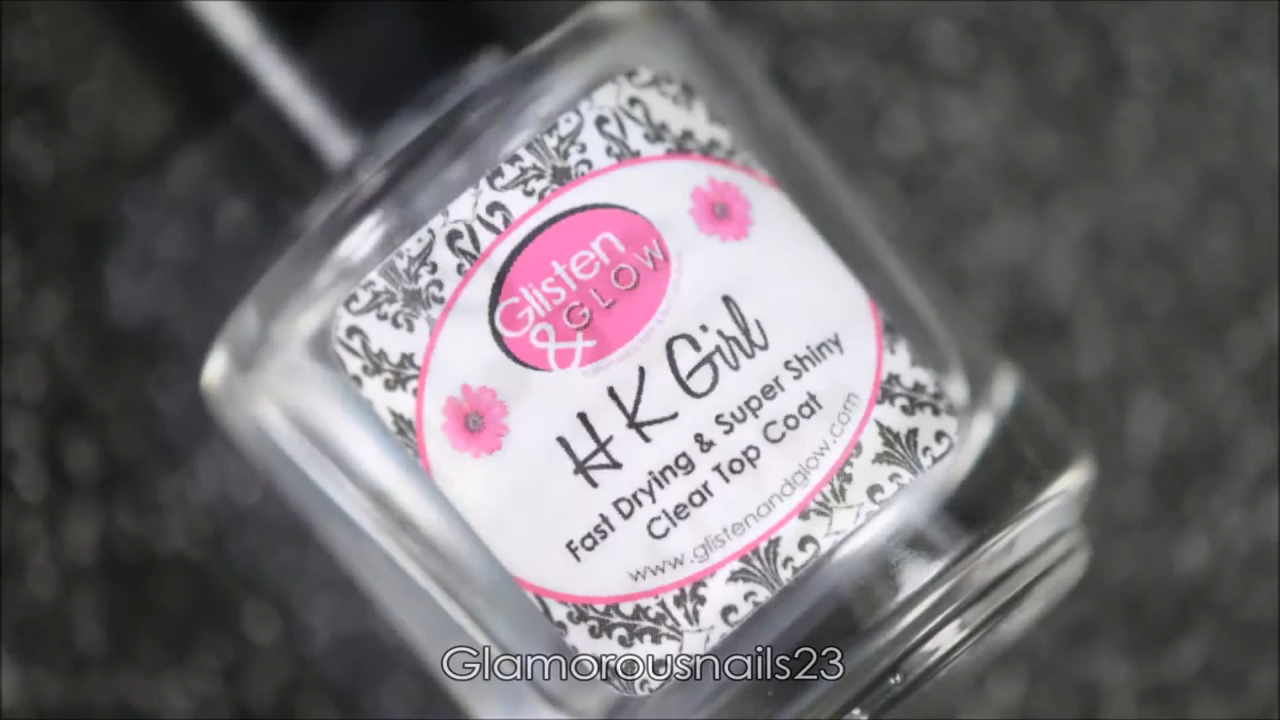 Glisten
& GLOW
HK Girl
Fast Drying & Super Shiny
Clear Top Coat
www.glistenandglow.com
Glamorousnails23